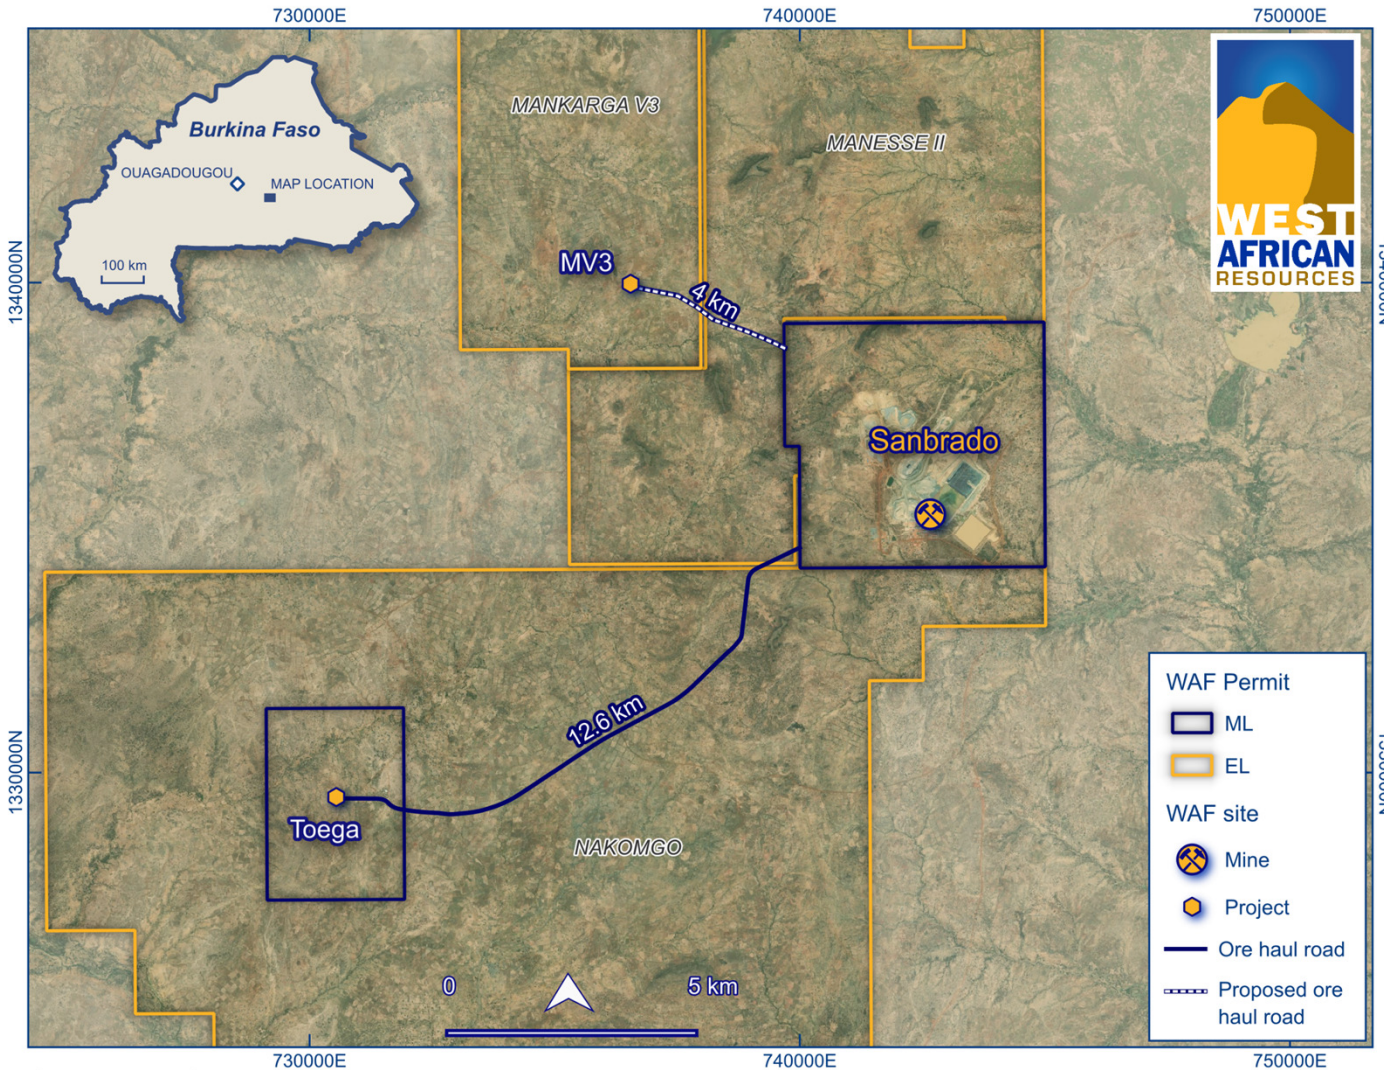 730000E
740000E
750000E
MANKARGA V3
MANESSE II
Burkina Faso
OUAGADOUGOU
MAP LOCATION
100 km
WEST
AFRICAN
RESOURCES
1340000N
1340000N
MV3
4 km
Sanbrado
12.6 km
WAF Permit
ML
EL
1330000N
1330000N
Toega
NAKOMGO
WAF site
Mine
Project
Ore haul road
Proposed ore
haul road
0
5 km
730000E
740000E
750000E